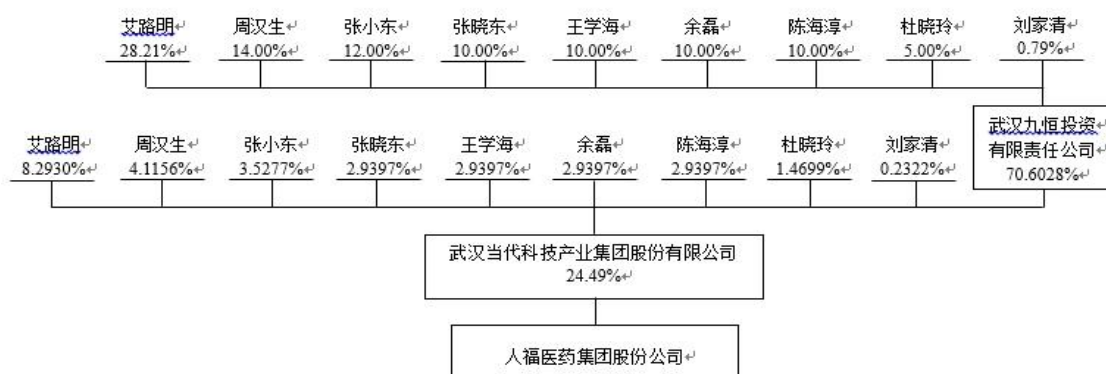 艾路明 周汉生 张小东 张晓东 王学海 余磊 陈海淳 杜晓玲 刘家清
28.21% 14.00% 12.00% 10.00% 10.00% 10.00% 10.00% 5.00% 0.79%
武汉九恒投资
有限责任公司
70.6028%
艾路明 周汉生 张小东 张晓东 王学海 余磊 陈海淳 杜晓玲 刘家清
8.2930% 4.1156% 3.5277% 2.9397% 2.9397% 2.9397% 2.9397% 1.4699% 0.2322%
武汉当代科技产业集团股份有限公司
24.49%
人福医药集团股份公司